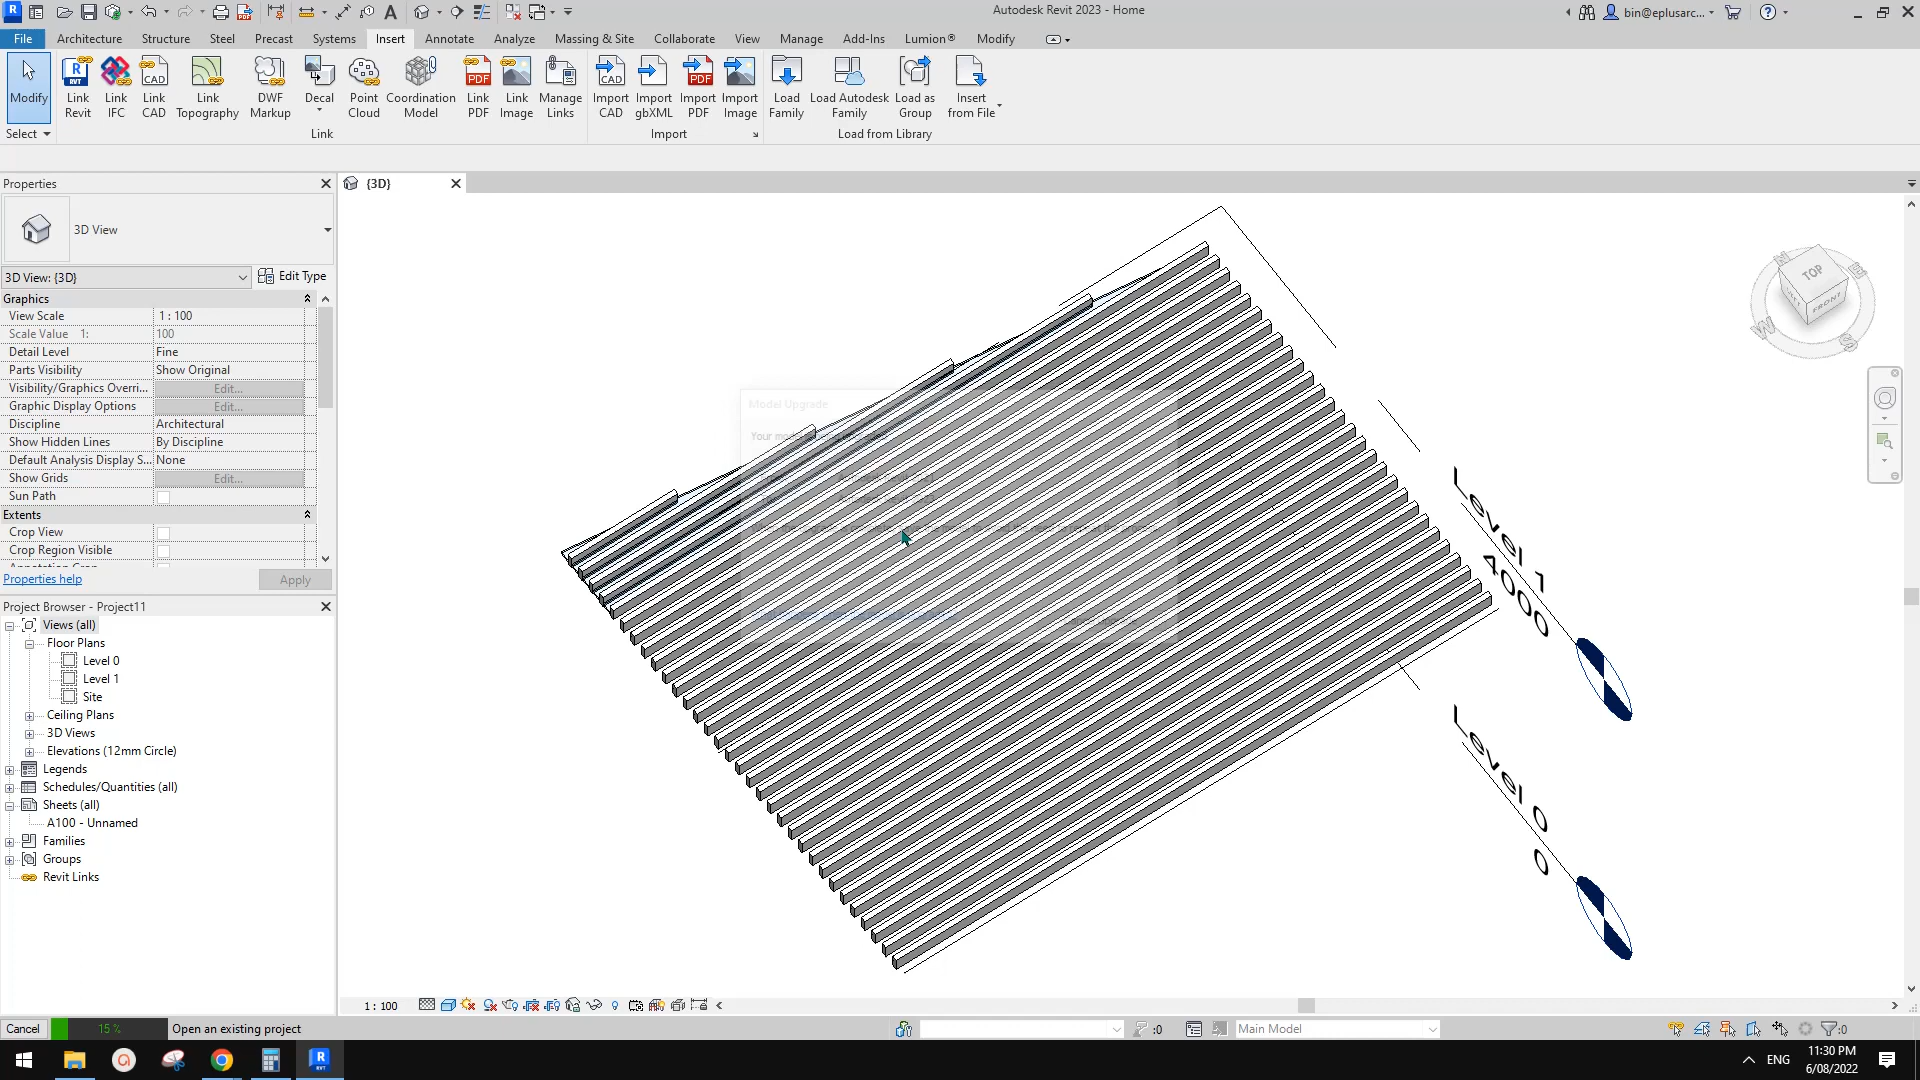 Autodesk Revit 2023 - Home
bin@eplusarc...
File Architecture Structure Steel Precast Systems Insert Annotate Analyze Massing & Site Collaborate View Manage Add-Ins Lumion® Modify
Modify
Link Revit
Link IFC
Link CAD
Link Topography
DWF Markup
Decal
Point Cloud
Coordination Model
Link PDF
Link Image
Manage Links
Import CAD
Import gbXML
Import PDF
Import Image
Load Family
Load Autodesk Family
Load as Group
Insert from File
Select
Link
Import
Load from Library
Properties
{3D}
3D View
3D View: {3D}
Edit Type
Graphics
View Scale 1 : 100
Scale Value 1: 100
Detail Level Fine
Parts Visibility Show Original
Visibility/Graphics Overri... Edit...
Graphic Display Options Edit...
Discipline Architectural
Show Hidden Lines By Discipline
Default Analysis Display S... None
Show Grids Edit...
Sun Path
Extents
Crop View
Crop Region Visible
Properties help
Apply
Project Browser - Project11
Views (all)
Floor Plans
Level 0
Level 1
Site
Ceiling Plans
3D Views
Elevations (12mm Circle)
Legends
Schedules/Quantities (all)
Sheets (all)
A100 - Unnamed
Families
Groups
Revit Links
Model Upgrade
TOP
FRONT
LEFT
N
E
S
W
Level 1
4000
Level 0
0
1 : 100
Cancel
15 %
Open an existing project
:0
Main Model
:0
ENG
11:30 PM
6/08/2022